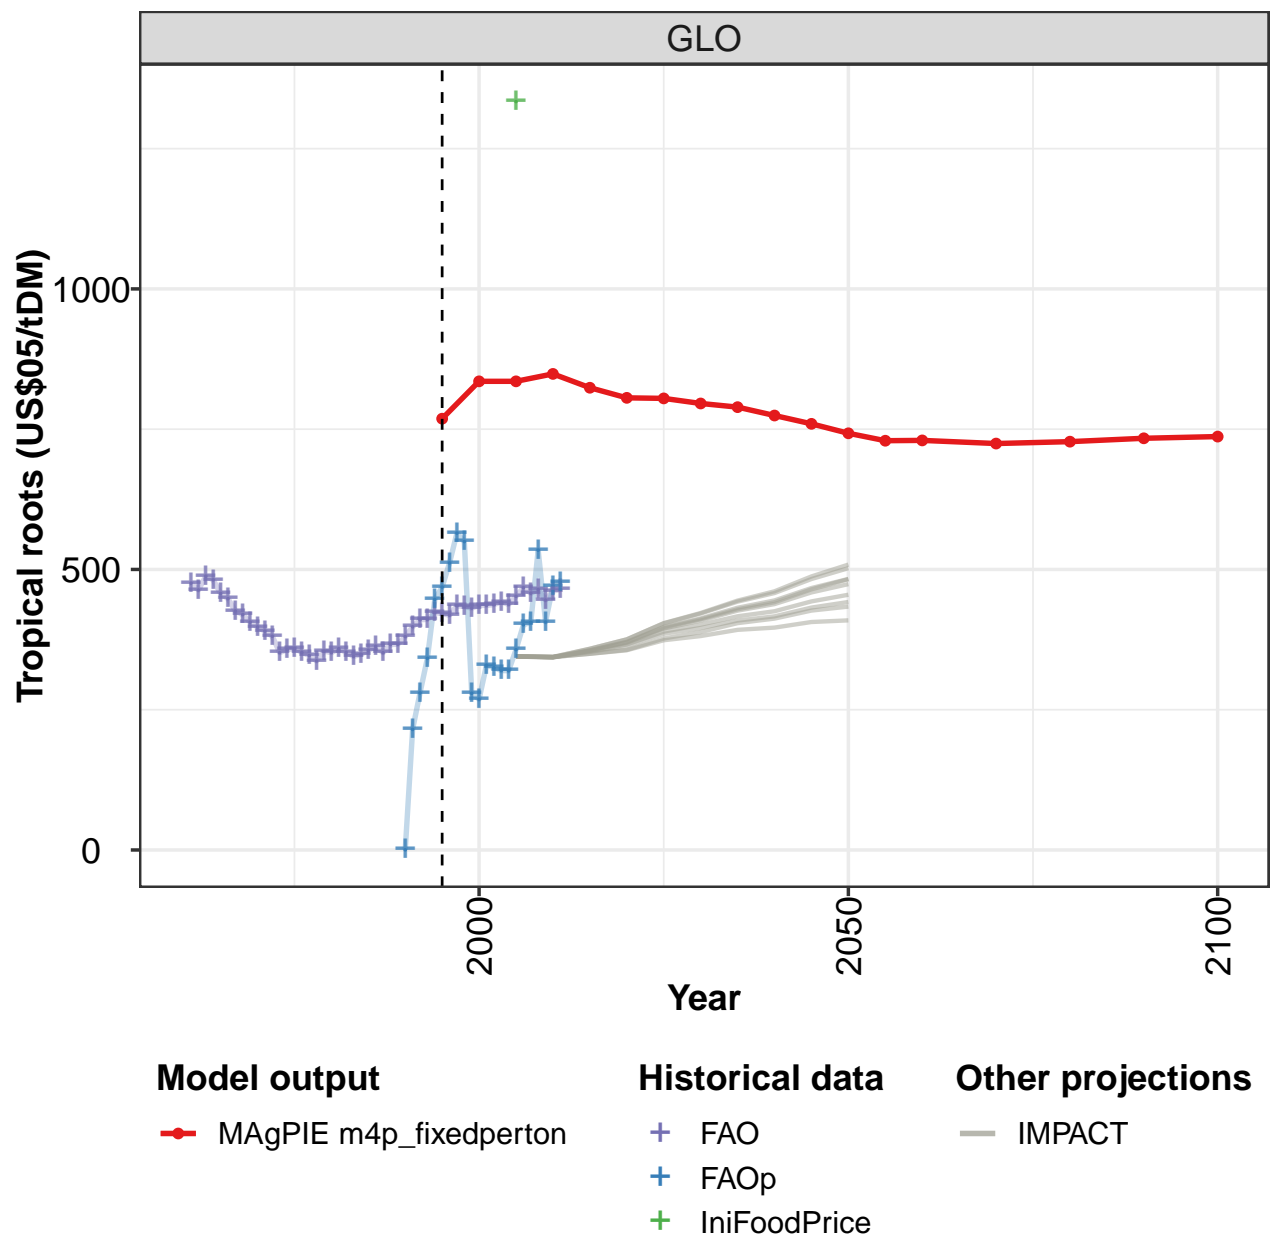 GLO
Tropical roots (US$05/tDM)
1000
500
0
2000
2050
2100
Year
Model output
MAgPIE m4p_fixedperton
Historical data
FAO
FAOp
IniFoodPrice
Other projections
IMPACT